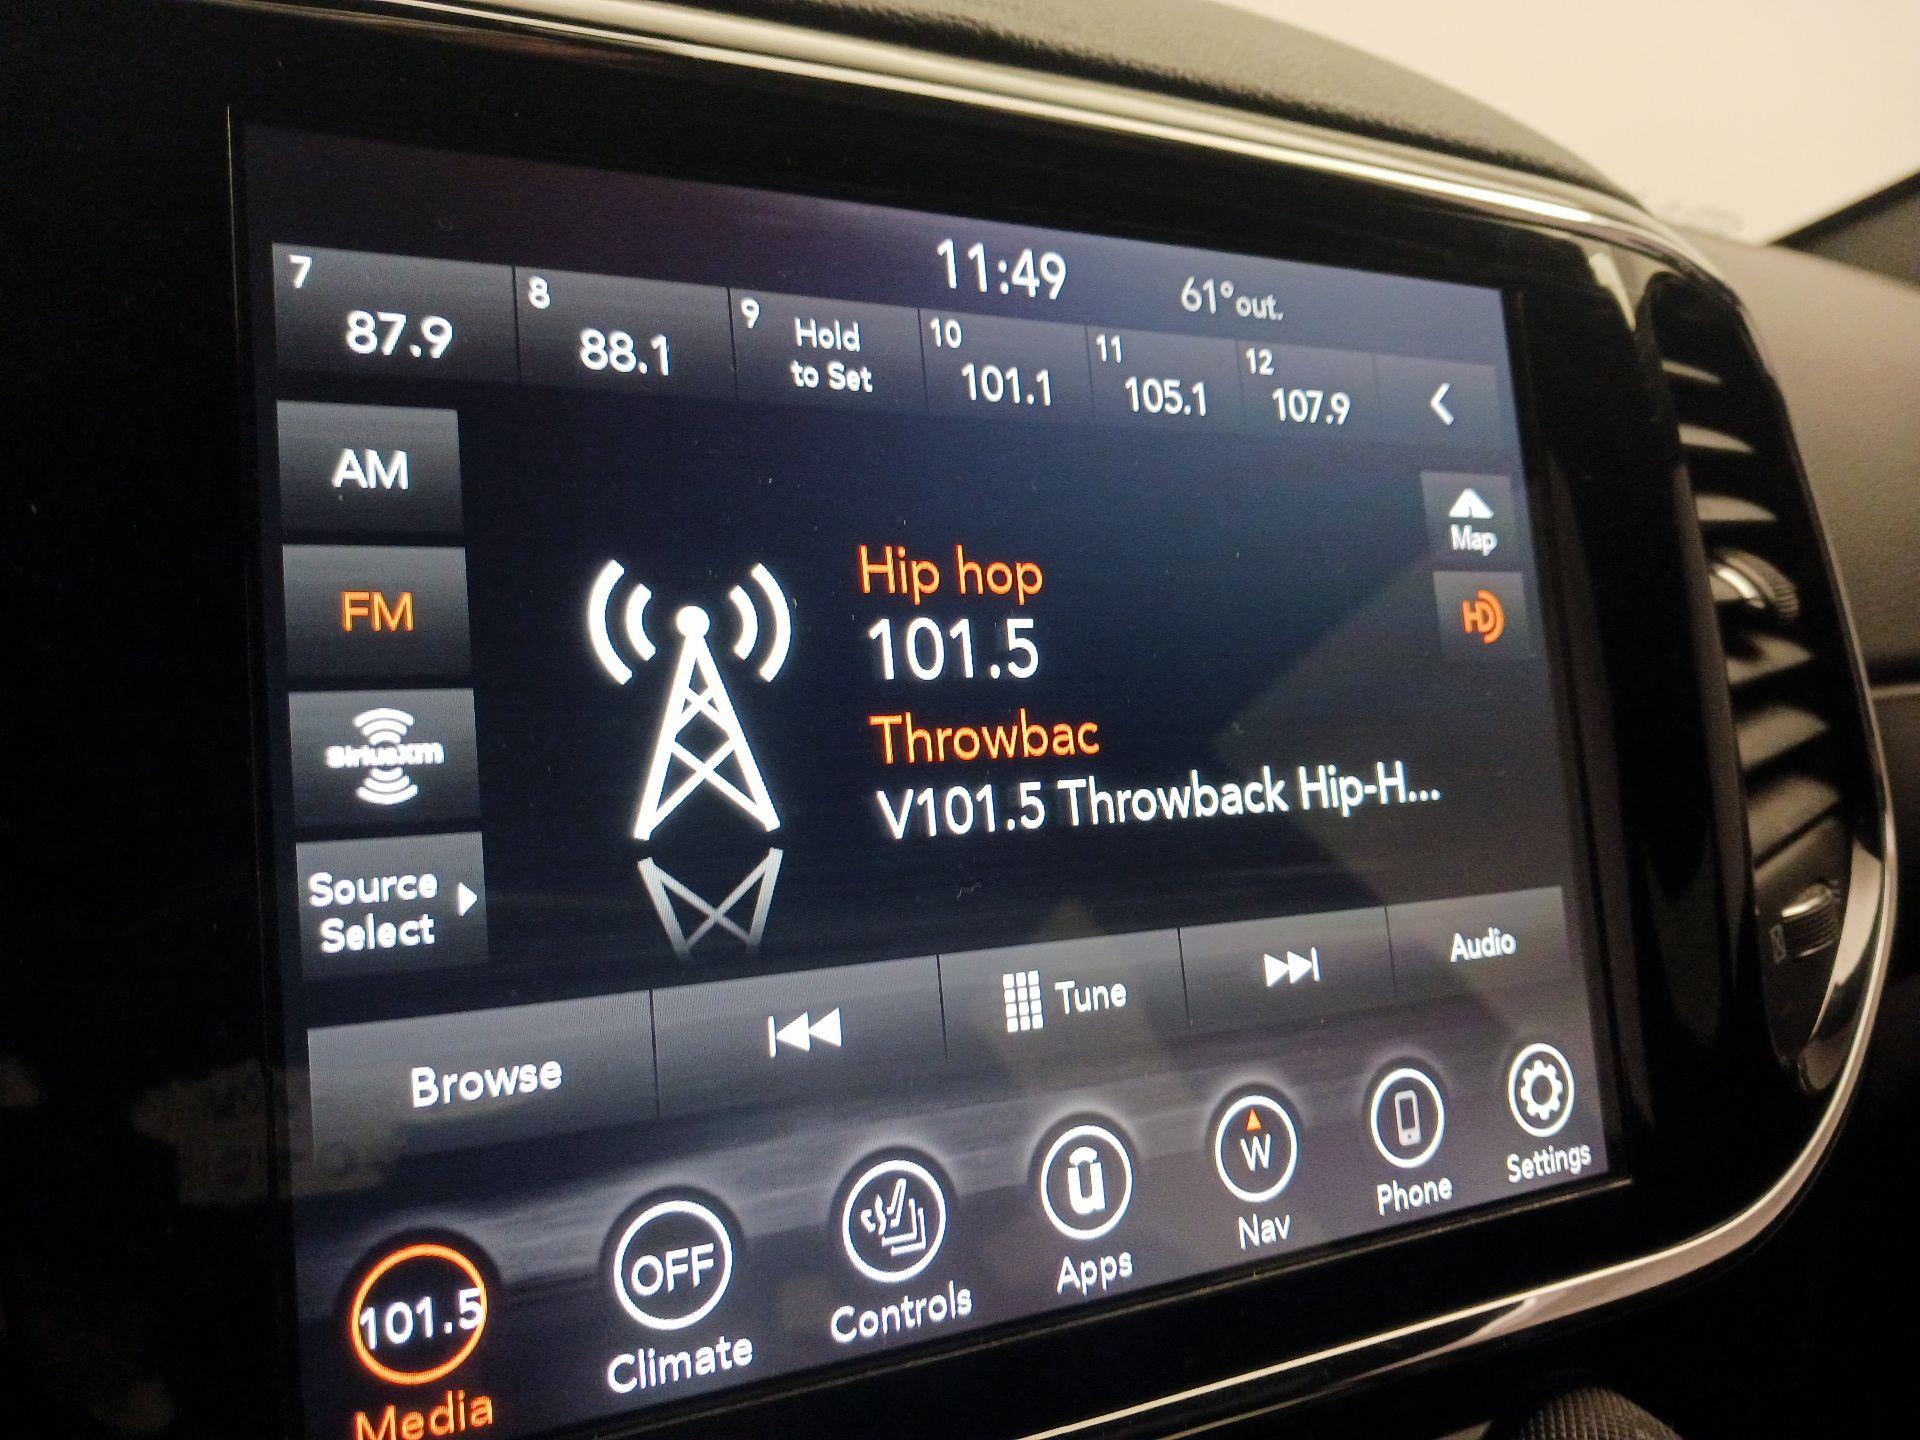 11:49
61°out.
7
87.9
8
88.1
9
Hold
to Set
10
101.1
11
105.1
12
107.9
AM
FM
SiriusXM
Source
Select
Hip hop
101.5
Throwbac
V101.5 Throwback Hip-H...
Map
HD
Browse
Tune
Audio
101.5
Media
OFF
Climate
Controls
u
Apps
W
Nav
Phone
Settings